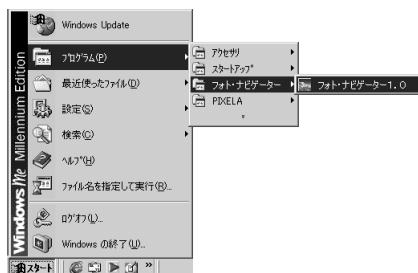 Windows Update
ﾌﾟﾛｸﾞﾗﾑ(P)
最近使ったﾌｧｲﾙ(D)
設定(S)
検索(C)
ﾍﾙﾌﾟ(H)
ﾌｧｲﾙ名を指定して実行(R)...
ﾛｸﾞｵﾌ(L)...
Windows の終了(U)...
Windows Me Millennium Edition
ｱｸｾｻﾘ
ｽﾀｰﾄｱｯﾌﾟ
フォト・ナビゲーター
PIXELA
フォト・ナビゲーター1.0
ｽﾀｰﾄ